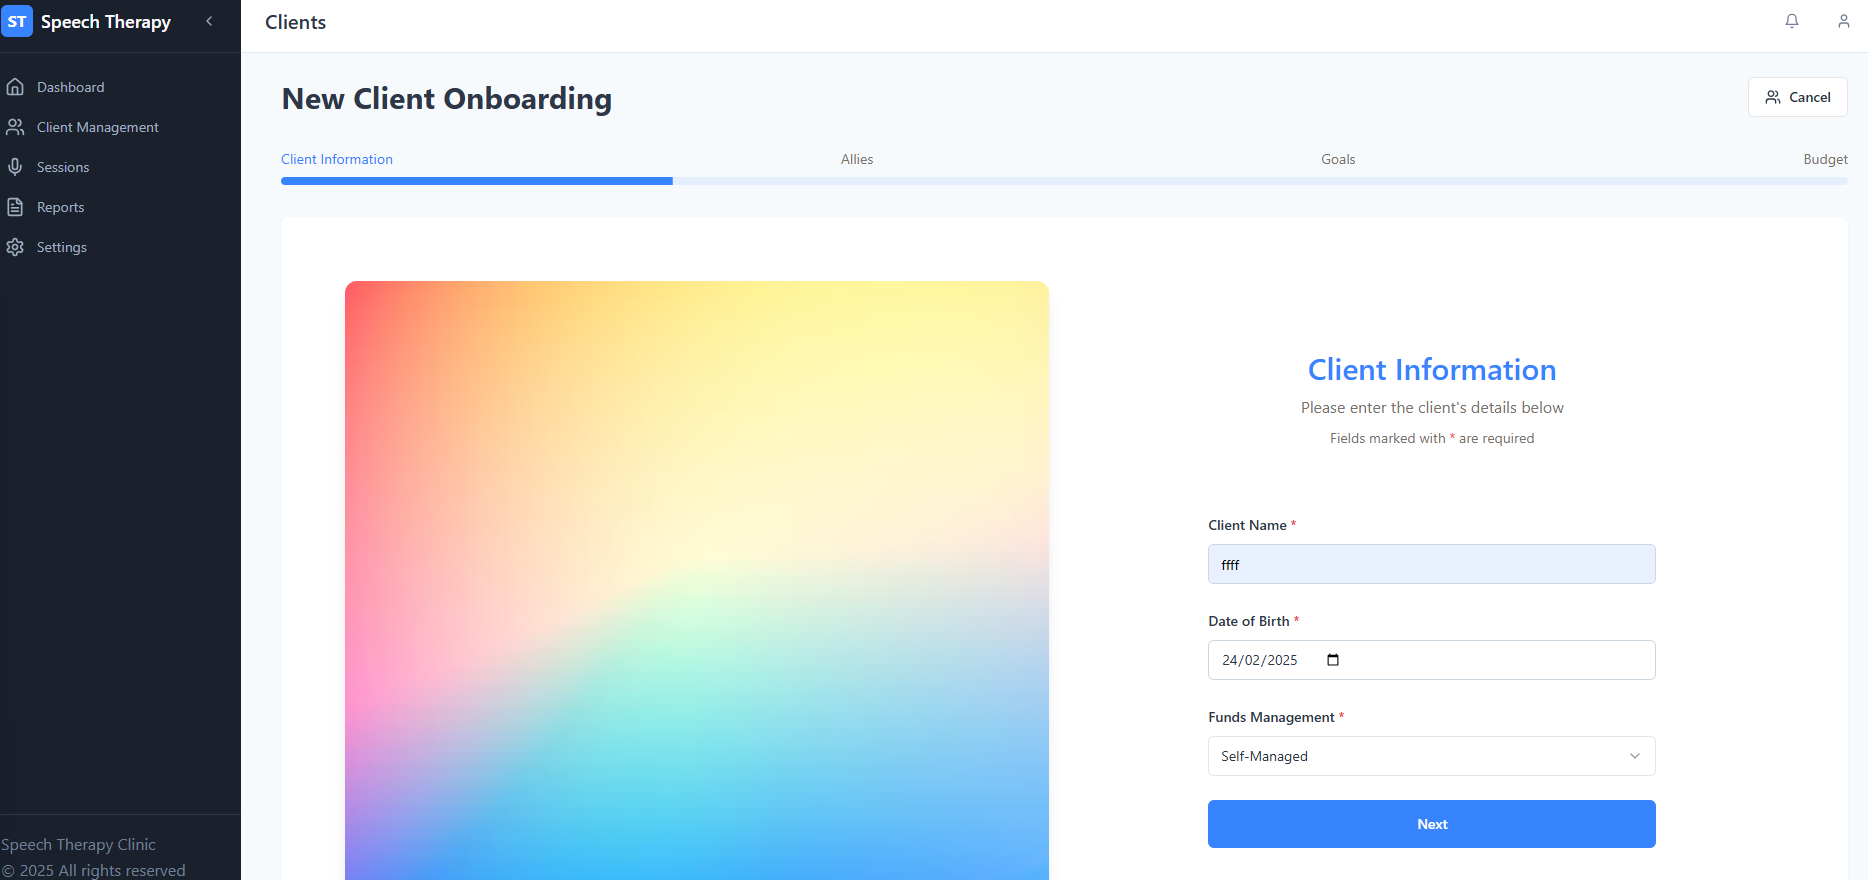 ST Speech Therapy
Clients
Dashboard
Client Management
Sessions
Reports
Settings
Speech Therapy Clinic
© 2025 All rights reserved
New Client Onboarding
Cancel
Client Information Allies Goals Budget
Client Information
Please enter the client's details below
Fields marked with * are required
Client Name *
ffff
Date of Birth *
24/02/2025
Funds Management *
Self-Managed
Next